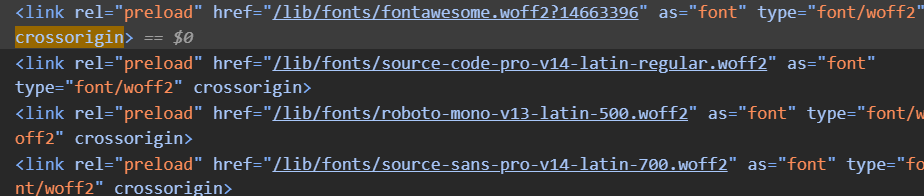 <link rel="preload" href="/lib/fonts/fontawesome.woff2?14663396" as="font" type="font/woff2"
crossorigin> == $0
<link rel="preload" href="/lib/fonts/source-code-pro-v14-latin-regular.woff2" as="font"
type="font/woff2" crossorigin>
<link rel="preload" href="/lib/fonts/roboto-mono-v13-latin-500.woff2" as="font" type="font/w
off2" crossorigin>
<link rel="preload" href="/lib/fonts/source-sans-pro-v14-latin-700.woff2" as="font" type="fo
nt/woff2" crossorigin>